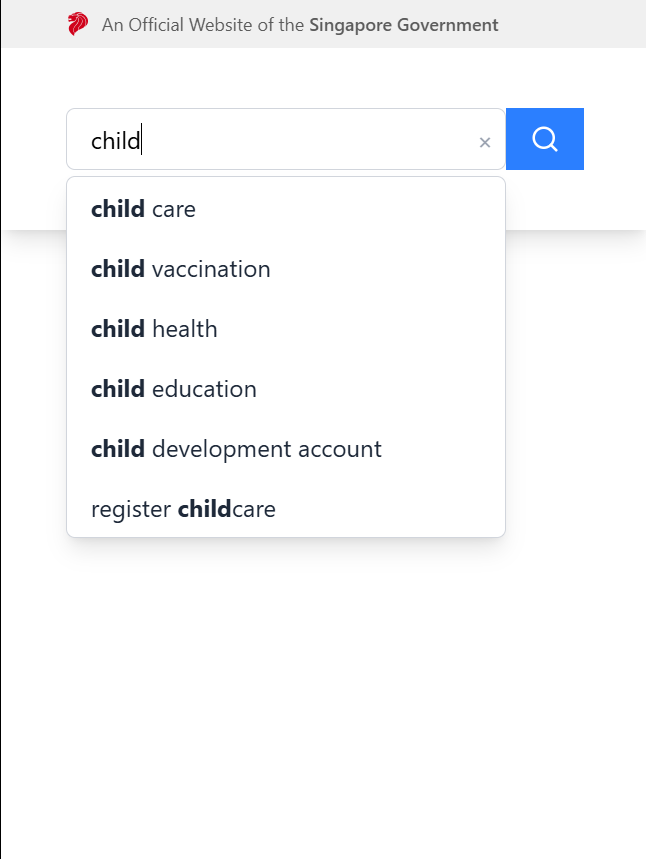 An Official Website of the Singapore Government
child
child care
child vaccination
child health
child education
child development account
register childcare